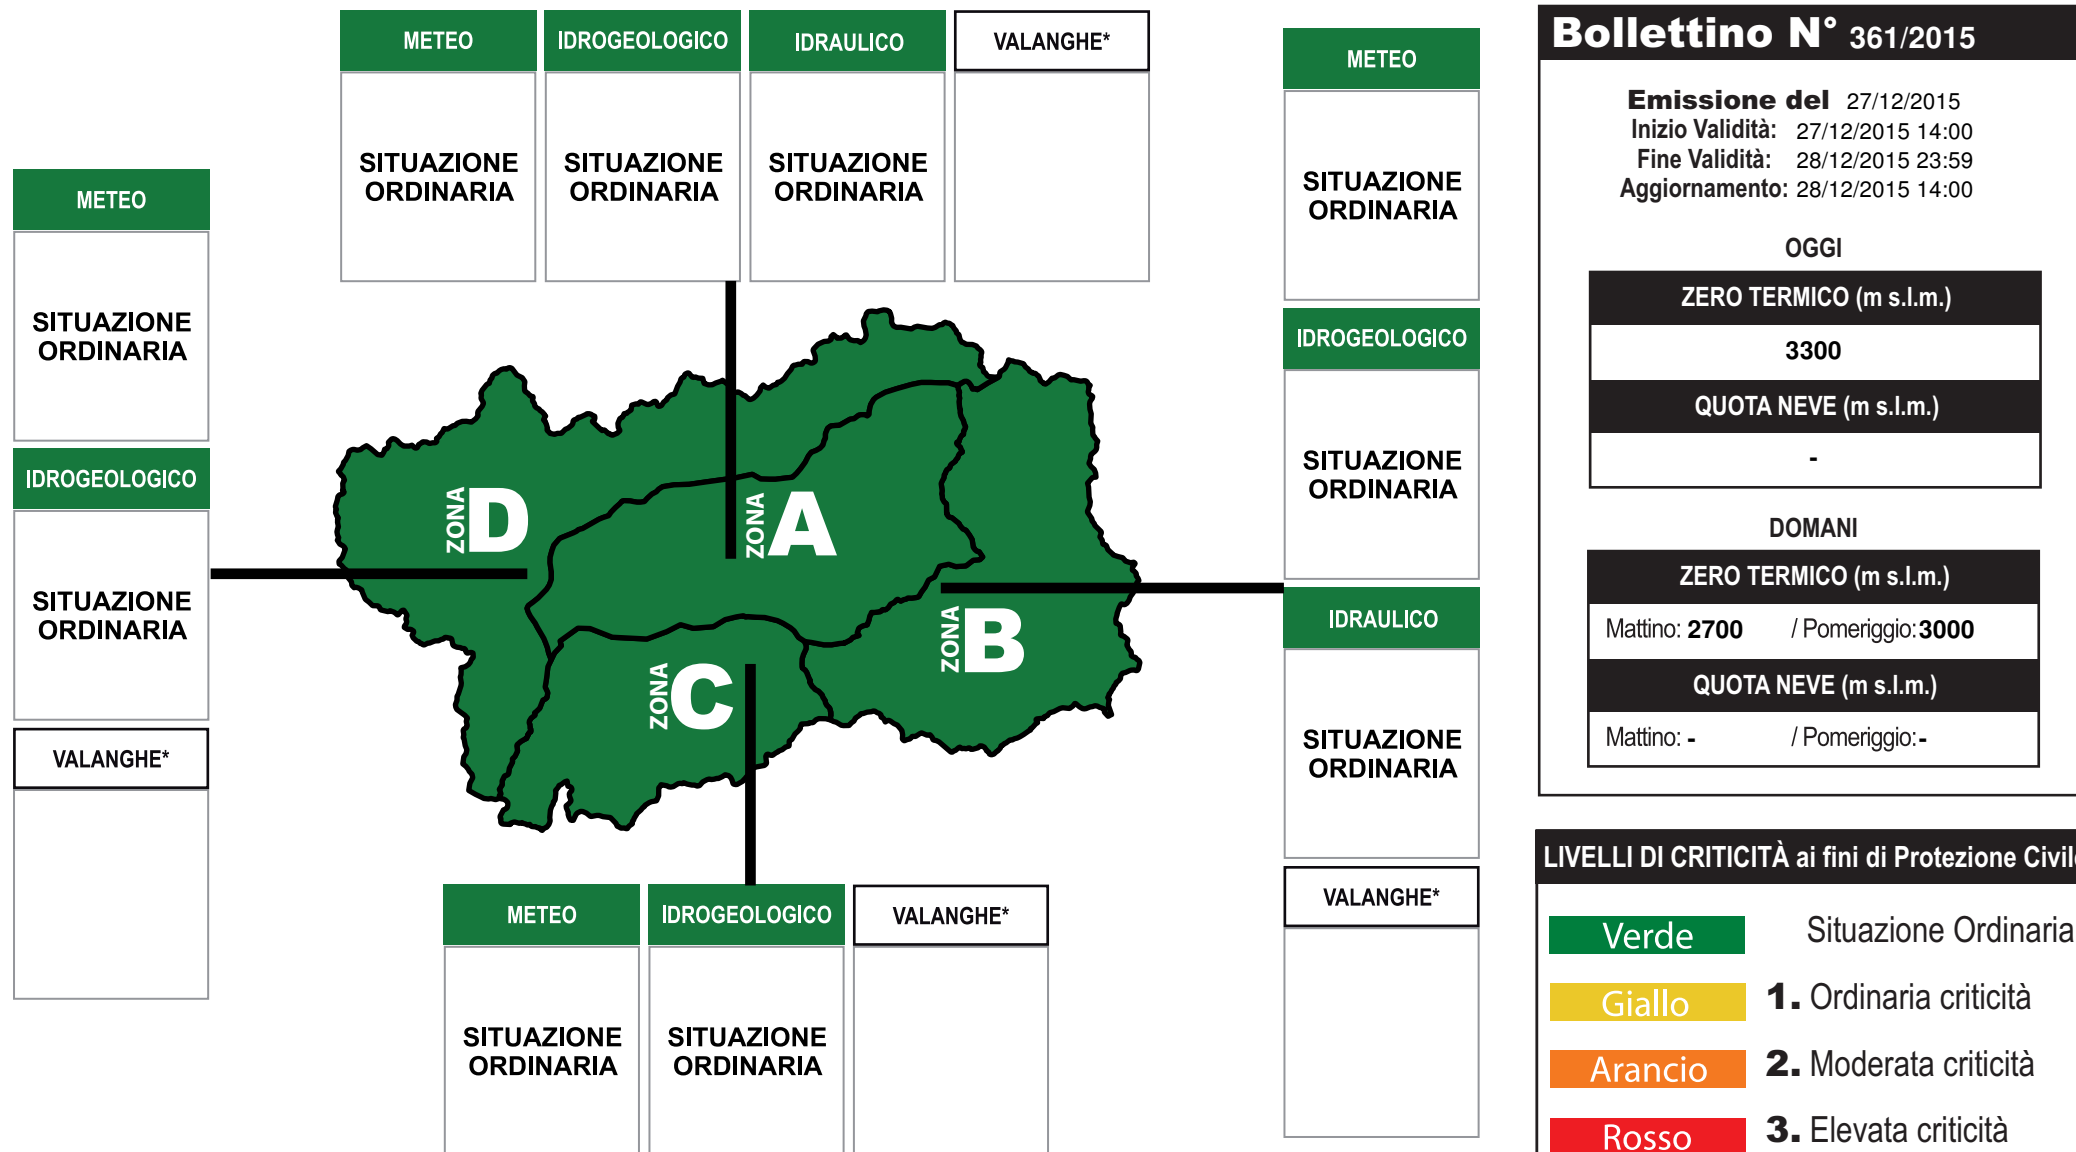 METEO
IDROGEOLOGICO
IDRAULICO
VALANGHE*
SITUAZIONE
ORDINARIA
SITUAZIONE
ORDINARIA
SITUAZIONE
ORDINARIA
METEO
SITUAZIONE
ORDINARIA
IDROGEOLOGICO
SITUAZIONE
ORDINARIA
VALANGHE*
ZONA D
ZONA A
ZONA B
ZONA C
METEO
SITUAZIONE
ORDINARIA
IDROGEOLOGICO
SITUAZIONE
ORDINARIA
IDRAULICO
SITUAZIONE
ORDINARIA
VALANGHE*
METEO
IDROGEOLOGICO
VALANGHE*
SITUAZIONE
ORDINARIA
SITUAZIONE
ORDINARIA
Bollettino N° 361/2015
Emissione del 27/12/2015
Inizio Validità: 27/12/2015 14:00
Fine Validità: 28/12/2015 23:59
Aggiornamento: 28/12/2015 14:00
OGGI
ZERO TERMICO (m s.l.m.)
3300
QUOTA NEVE (m s.l.m.)
-
DOMANI
ZERO TERMICO (m s.l.m.)
Mattino: 2700 / Pomeriggio: 3000
QUOTA NEVE (m s.l.m.)
Mattino: - / Pomeriggio: -
LIVELLI DI CRITICITÀ ai fini di Protezione Civile
Verde Situazione Ordinaria
Giallo 1. Ordinaria criticità
Arancio 2. Moderata criticità
Rosso 3. Elevata criticità